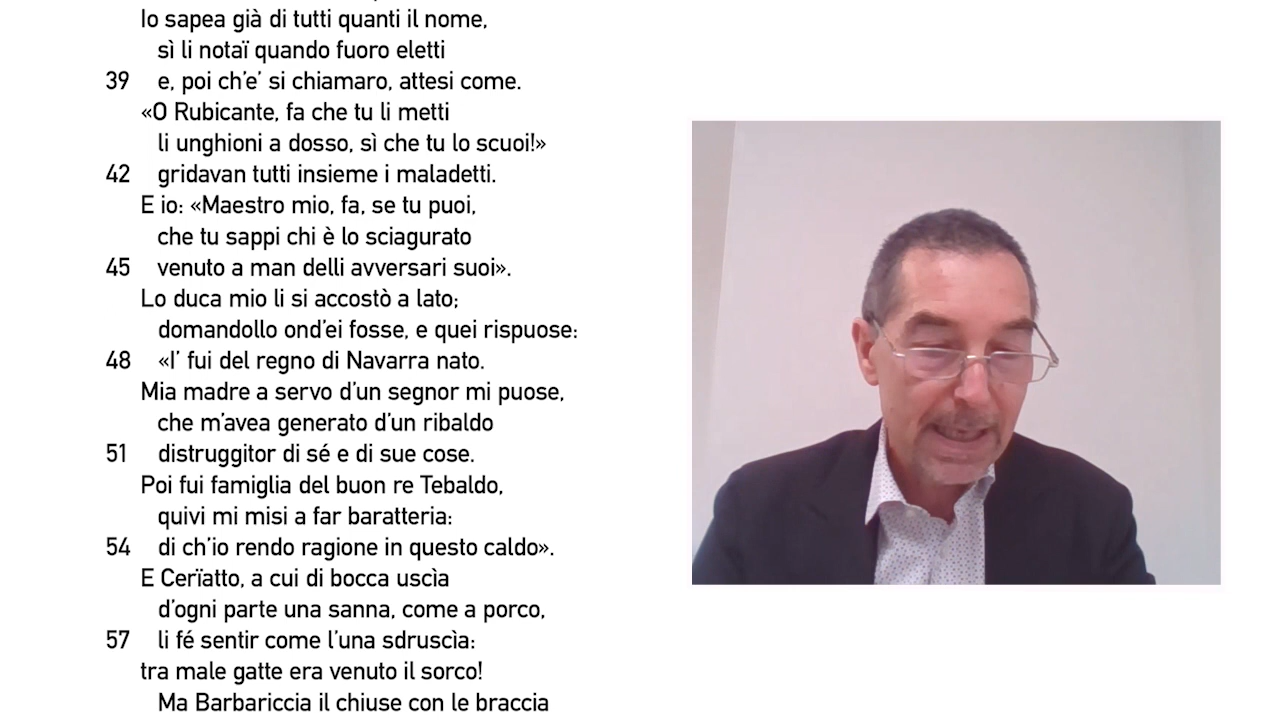 Io sapea già di tutti quanti il nome,
sì li notaï quando fuoro eletti
39 e, poi ch’e’ si chiamaro, attesi come.
«O Rubicante, fa che tu li metti
li unghioni a dosso, sì che tu lo scuoi!»
42 gridavan tutti insieme i maladetti.
E io: «Maestro mio, fa, se tu puoi,
che tu sappi chi è lo sciagurato
45 venuto a man delli avversari suoi».
Lo duca mio li si accostò a lato;
domandollo ond’ei fosse, e quei rispuose:
48 «I’ fui del regno di Navarra nato.
Mia madre a servo d’un segnor mi puose,
che m’avea generato d’un ribaldo
51 distruggitor di sé e di sue cose.
Poi fui famiglia del buon re Tebaldo,
quivi mi misi a far baratteria:
54 di ch’io rendo ragione in questo caldo».
E Cerïatto, a cui di bocca uscìa
d’ogni parte una sanna, come a porco,
57 li fé sentir come l’una sdruscìa:
tra male gatte era venuto il sorco!
Ma Barbariccia il chiuse con le braccia